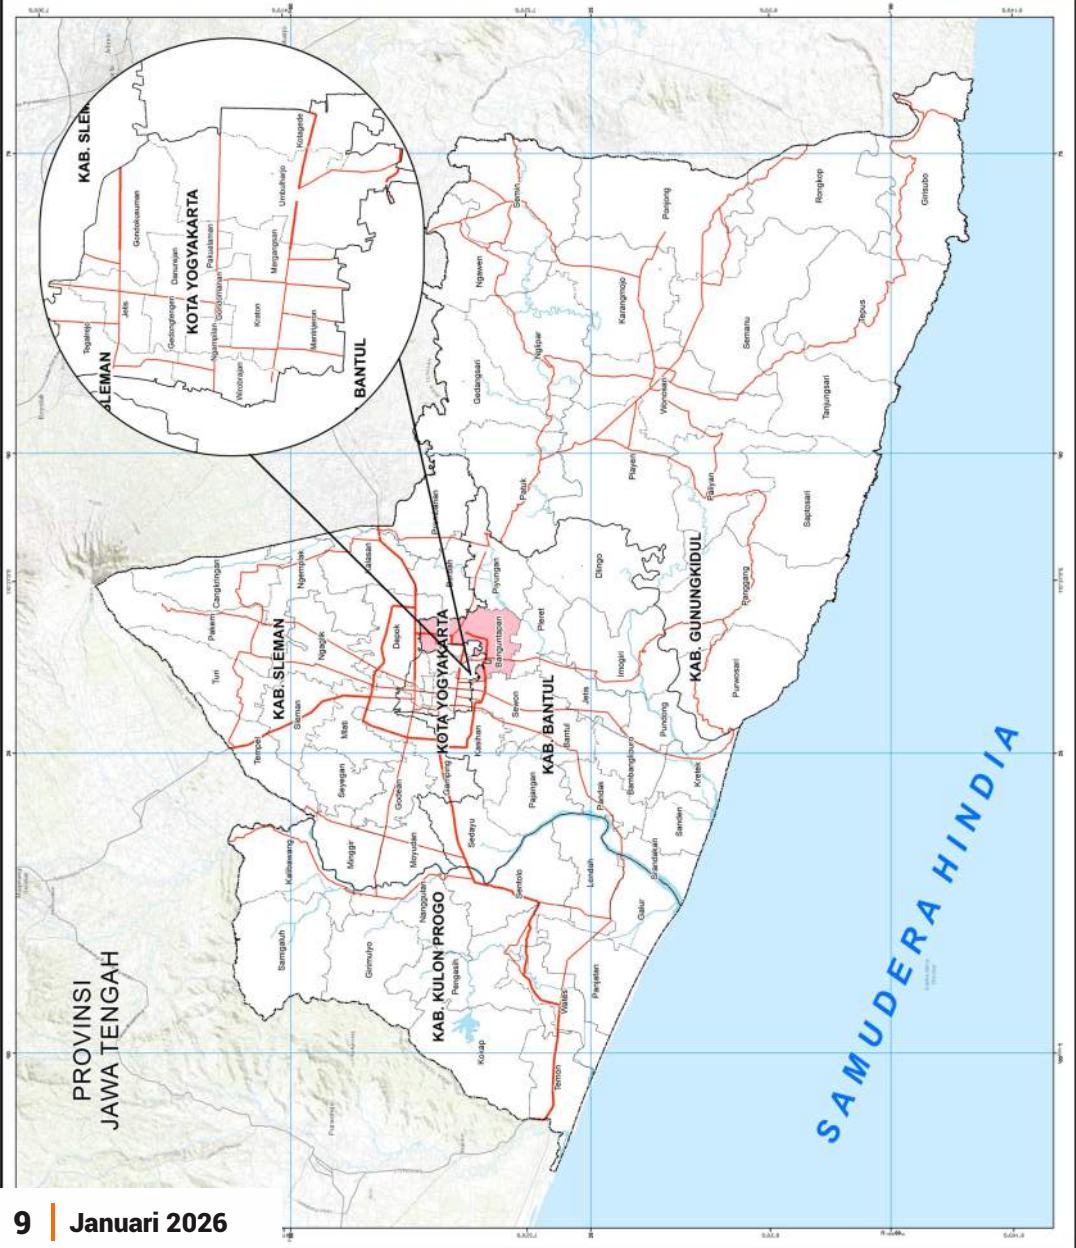 PROVINSI
JAWA TENGAH
KAB. SLEM
KOTA YOGYAKARTA
SLEMAN
BANTUL
Tegalrejo
Jetis
Gondokusuman
Gedongtengen
Danurejan
Pakualaman
Ngampilan
Gondomanan
Wirobrajan
Kraton
Mergangsan
Umbulharjo
Kotagede
Mantrijeron
KAB. SLEMAN
Tempel
Turi
Pakem
Cangkringan
Sleman
Ngaglik
Ngemplak
Seyegan
Mlati
Depok
Kalasan
Minggir
Godean
Moyudan
Gamping
Prambanan
Berbah
KOTA YOGYAKARTA
KAB. KULON PROGO
Samigaluh
Kalibawang
Girimulyo
Nanggulan
Kokap
Pengasih
Sentolo
Temon
Wates
Panjatan
Lendah
Galur
KAB. BANTUL
Sedayu
Kasihan
Sewon
Banguntapan
Piyungan
Pajangan
Bantul
Jetis
Pleret
Dlingo
Pandak
Bambanglipuro
Imogiri
Srandakan
Sanden
Kretek
Pundong
KAB. GUNUNGKIDUL
Patuk
Gedangsari
Nglipar
Ngawen
Semin
Playen
Wonosari
Karangmojo
Ponjong
Paliyan
Semanu
Purwosari
Panggang
Saptosari
Tanjungsari
Tepus
Rongkop
Girisubo
SAMUDERA HINDIA
9 | Januari 2026